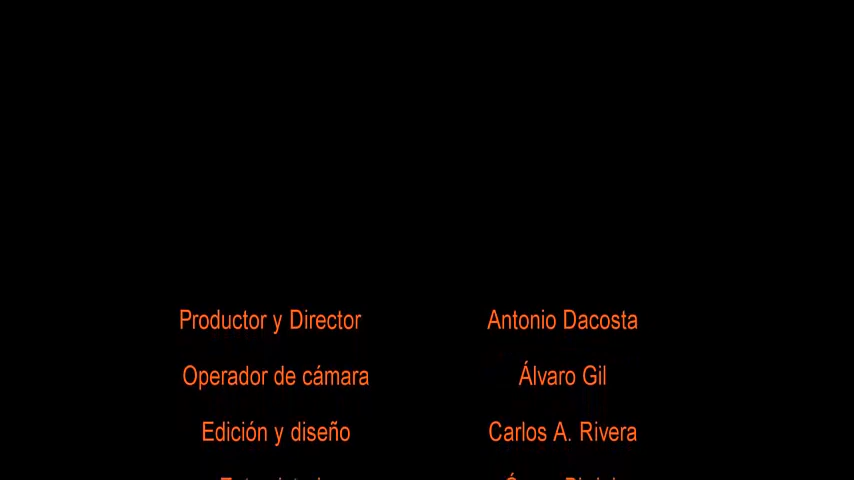 Productor y Director Antonio Dacosta
Operador de cámara Álvaro Gil
Edición y diseño Carlos A. Rivera